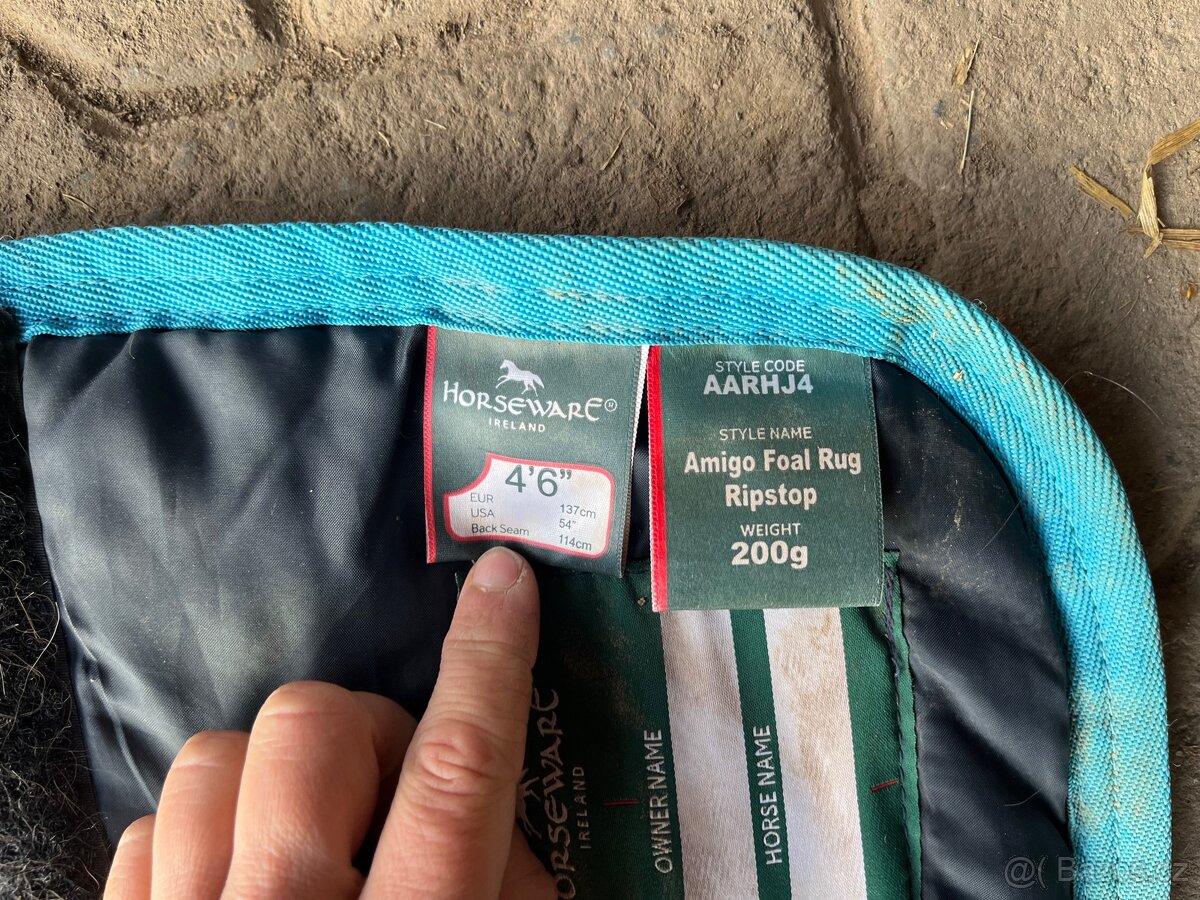 HORSEWARE®
IRELAND
4'6"
EUR 137cm
USA 54"
Back Seam 114cm
STYLE CODE
AARHJ4
STYLE NAME
Amigo Foal Rug
Ripstop
WEIGHT
200g
IRELAND
OWNER NAME
HORSE NAME